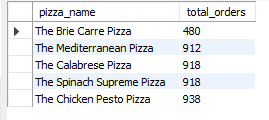 pizza_name total_orders
The Brie Carre Pizza 480
The Mediterranean Pizza 912
The Calabrese Pizza 918
The Spinach Supreme Pizza 918
The Chicken Pesto Pizza 938